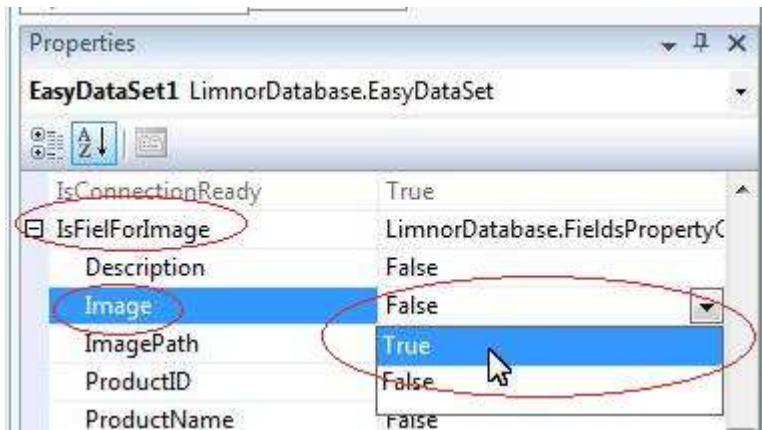 Properties
EasyDataSet1 LimnorDatabase.EasyDataSet
A
Z
IsConnectionReady True
IsFielForImage LimnorDatabase.FieldsPropertyC
Description False
Image False
ImagePath True
ProductID False
ProductName False